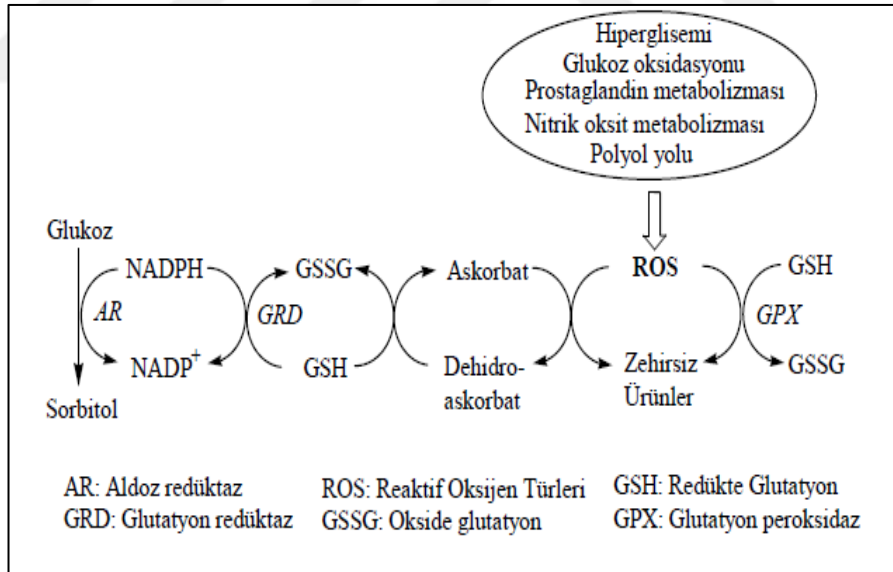 Hiperglisemi
Glukoz oksidasyonu
Prostaglandin metabolizması
Nitrik oksit metabolizması
Polyol yolu
Glukoz
NADPH
GSSG
Askorbat
ROS
GSH
AR
GRD
GPX
NADP+
GSH
Dehidro-
askorbat
Zehirsiz
Ürünler
GSSG
Sorbitol
AR: Aldoz redüktaz
ROS: Reaktif Oksijen Türleri
GSH: Redükte Glutatyon
GRD: Glutatyon redüktaz
GSSG: Okside glutatyon
GPX: Glutatyon peroksidaz